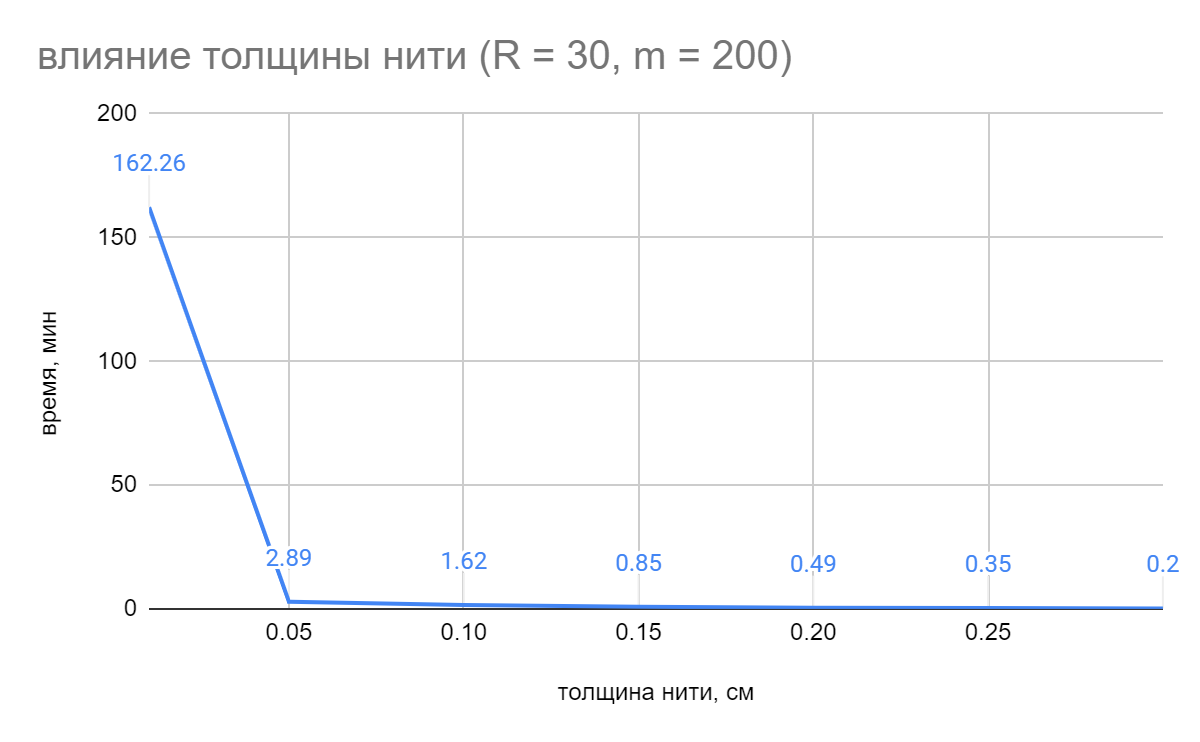 влияние толщины нити (R = 30, m = 200)
200
162.26
150
время, мин
100
50
2.89 1.62 0.85 0.49 0.35 0.2
0
0.05 0.10 0.15 0.20 0.25
толщина нити, см